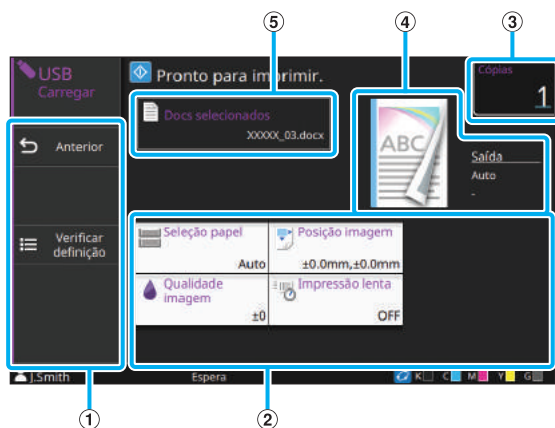 ⑤
④
③
USB
Carregar
Pronto para imprimir.
Cópias
1
Docs selecionados
XXXXX_03.docx
ABC
Saída
Auto
-
Anterior
Verificar
definição
Seleção papel
Auto
Posição imagem
±0.0mm,±0.0mm
Qualidade
imagem
±0
Impressão lenta
OFF
J.Smith
Espera
K C M Y G
①
②